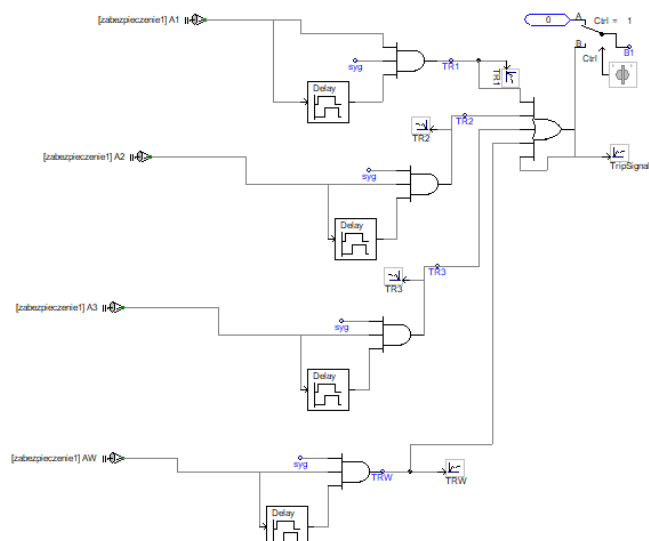 [zabezpieczenie1] A1
0
A
Ctrl = 1
B
B1
Ctrl
syg
TR1
TR1
Delay
TR2
TR2
[zabezpieczenie1] A2
syg
TripSignal
Delay
TR3
TR3
[zabezpieczenie1] A3
syg
Delay
[zabezpieczenie1] AW
syg
TRW
TRW
Delay